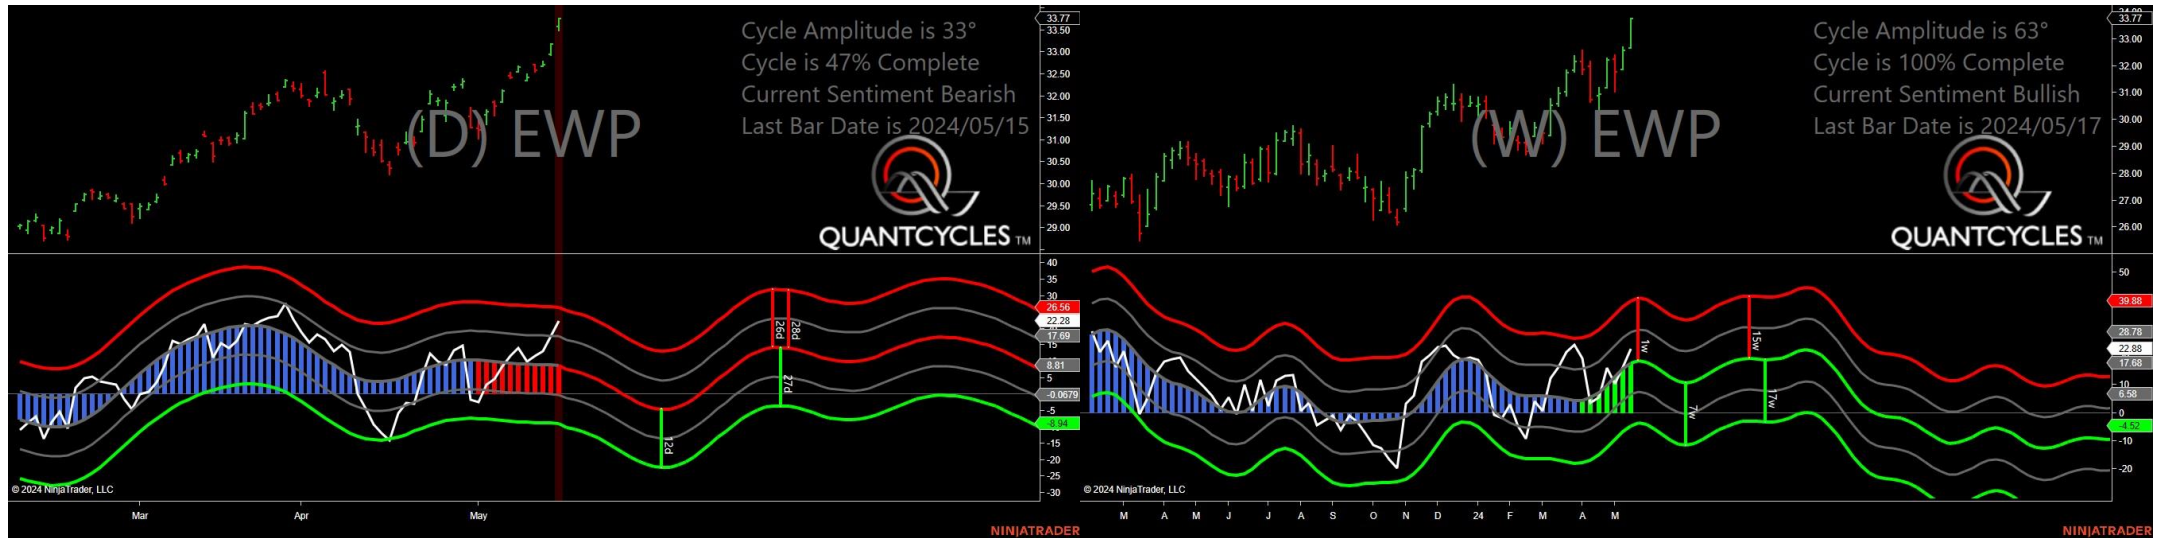 Cycle Amplitude is 33°
Cycle is 47% Complete
Current Sentiment Bearish
Last Bar Date is 2024/05/15
(D) EWP
QUANTCYCLES TM
33.77
33.50
33.00
32.50
32.00
31.50
31.00
30.50
30.00
29.50
29.00
40
35
30
26.56
22.28
17.69
15
8.81
5
-0.0679
-5
-8.94
-15
-20
-25
-30
26d
28d
27d
12d
© 2024 NinjaTrader, LLC
Mar
Apr
May
NINJATRADER
Cycle Amplitude is 63°
Cycle is 100% Complete
Current Sentiment Bullish
Last Bar Date is 2024/05/17
(W) EWP
QUANTCYCLES TM
34.00
33.77
33.00
32.00
31.00
30.00
29.00
28.00
27.00
26.00
50
39.88
28.78
22.88
17.68
10
6.58
0
-4.52
-10
-20
1w
15w
7w
17w
© 2024 NinjaTrader, LLC
M A M J J A S O N D 24 F M A M
NINJATRADER